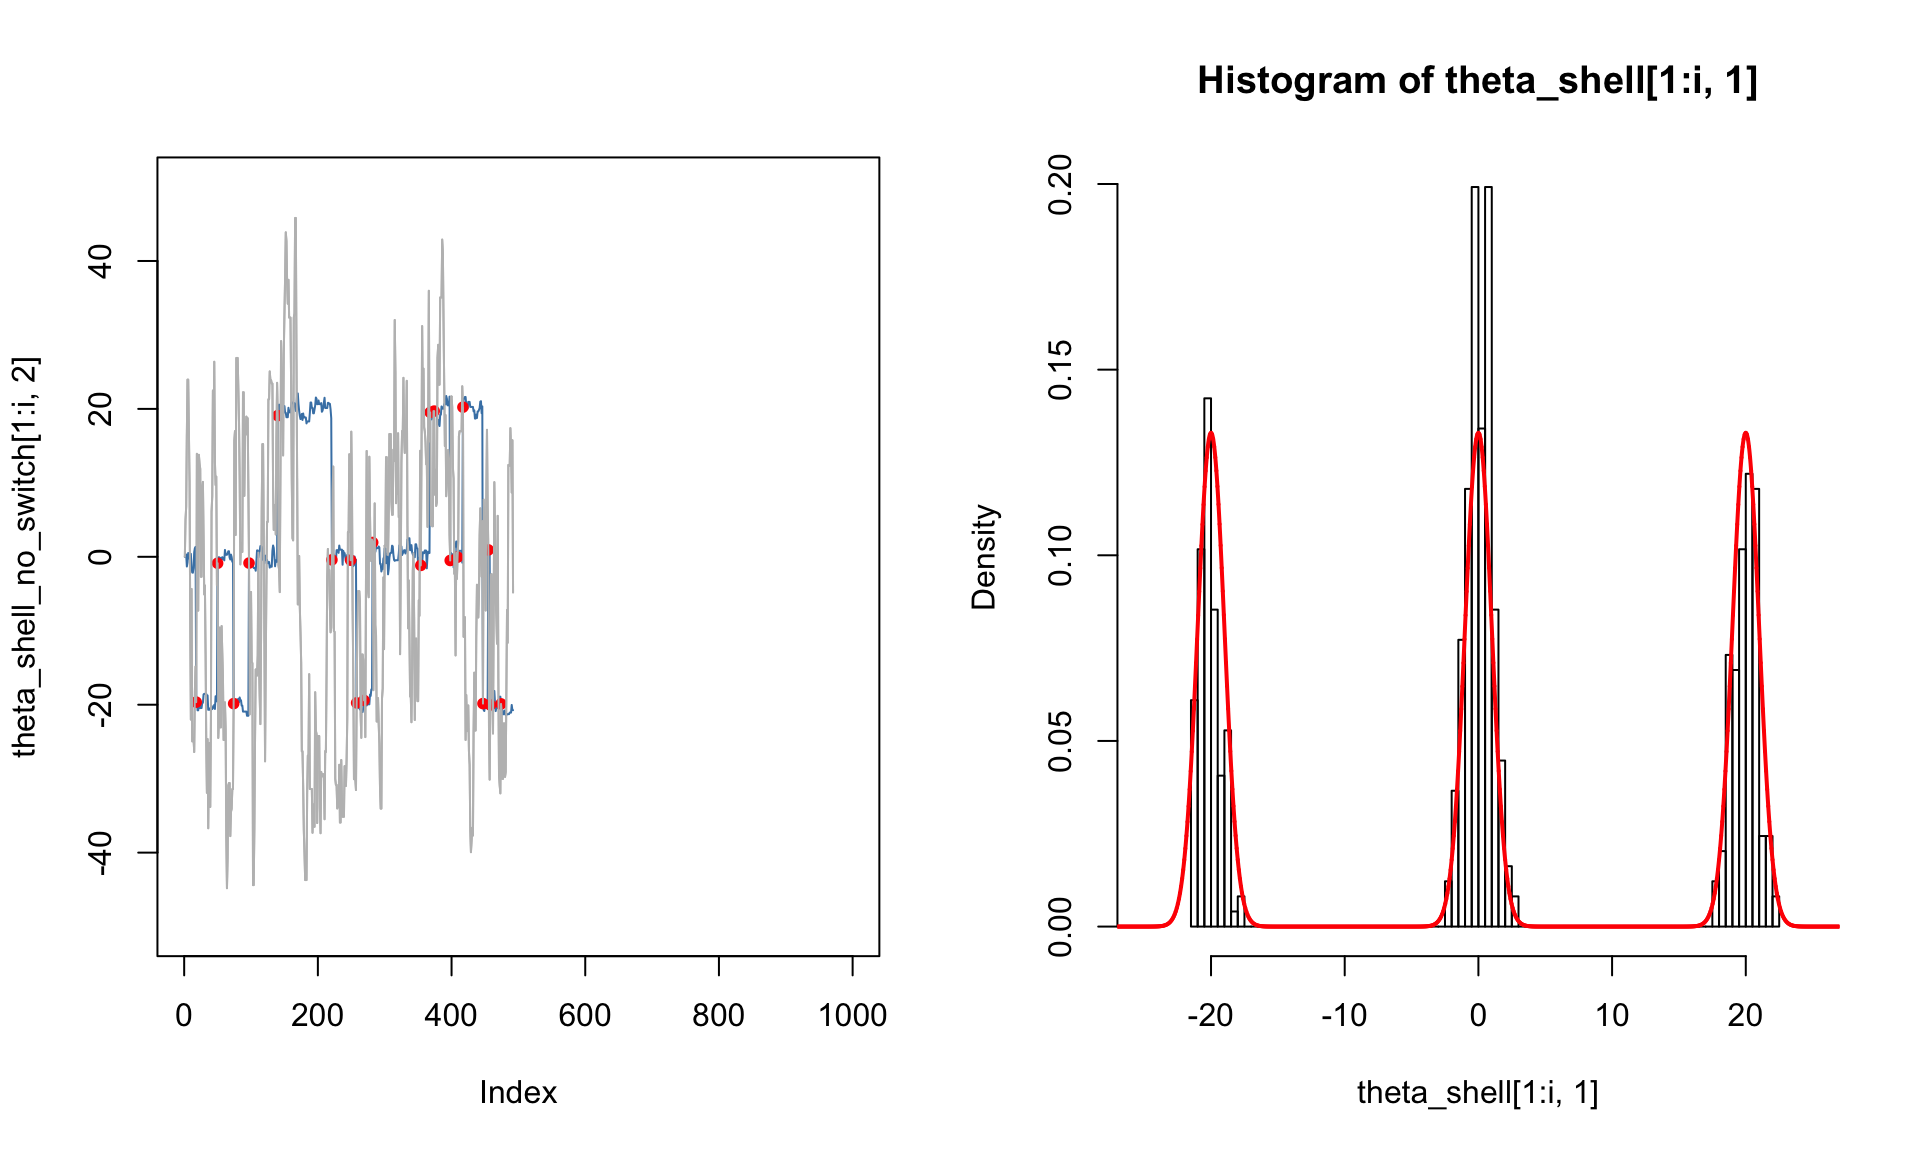 theta_shell_no_switch[1:i, 2]
40
20
0
-20
-40
0 200 400 600 800 1000
Index
Histogram of theta_shell[1:i, 1]
Density
0.20
0.15
0.10
0.05
0.00
-20 -10 0 10 20
theta_shell[1:i, 1]